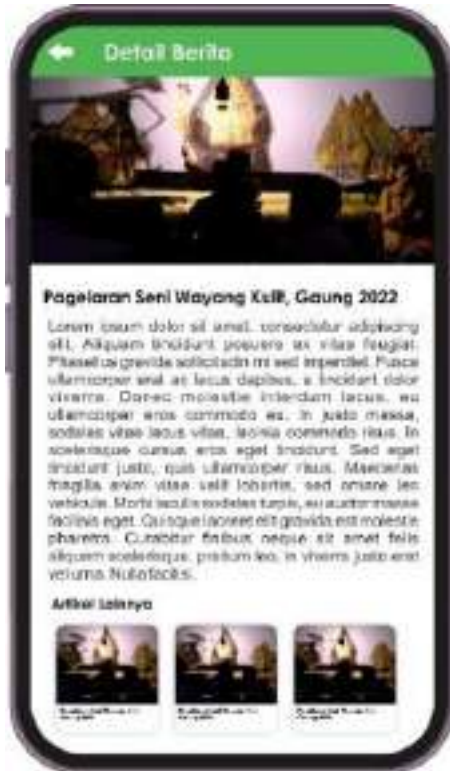 Detail Berita
Pagelaran Seni Wayang Kulit, Gaung 2022
Lorem ipsum dolor sit amet, consectetur adipiscing
elit. Aliquam tincidunt posuere ex vitae feugiat.
Phasellus gravida sollicitudin mi sed imperdiet. Fusce
ullamcorper erat ac lacus dapibus, a tincidunt dolor
viverra. Donec molestie interdum lacus, eu
ullamcorper eros commodo eu. In justo massa,
sodales vitae lacus vitae, lacinia commodo risus. In
scelerisque cursus eros eget tincidunt. Sed eget
tincidunt justo, quis ullamcorper risus. Maecenas
fringilla enim vitae velit lobortis, sed ornare leo
vehicula. Morbi iaculis sodales turpis, eu auctor massa
facilisis eget. Quisque laoreet elit gravida est molestie
pharetra. Curabitur finibus neque sit amet felis
aliquam scelerisque. pretium leo, in viverra justo erat
vel urna. Nulla facilisi.
Artikel Lainnya